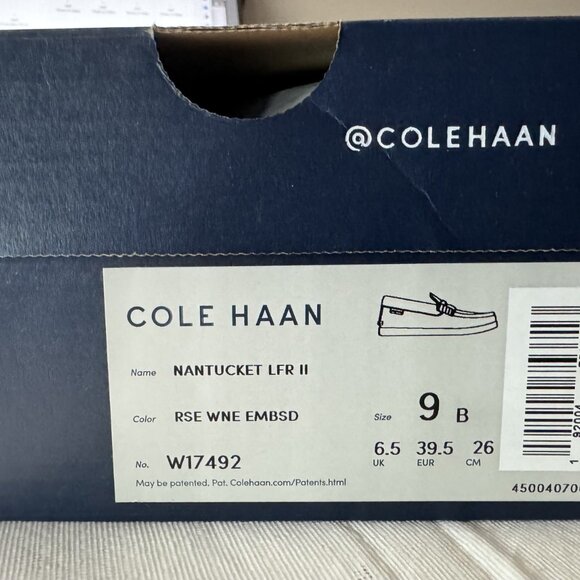 @COLEHAAN
COLE HAAN
Name NANTUCKET LFR II
Color RSE WNE EMBSD
Size 9 B
6.5 39.5 26
UK EUR CM
No. W17492
May be patented. Pat. Colehaan.com/Patents.html